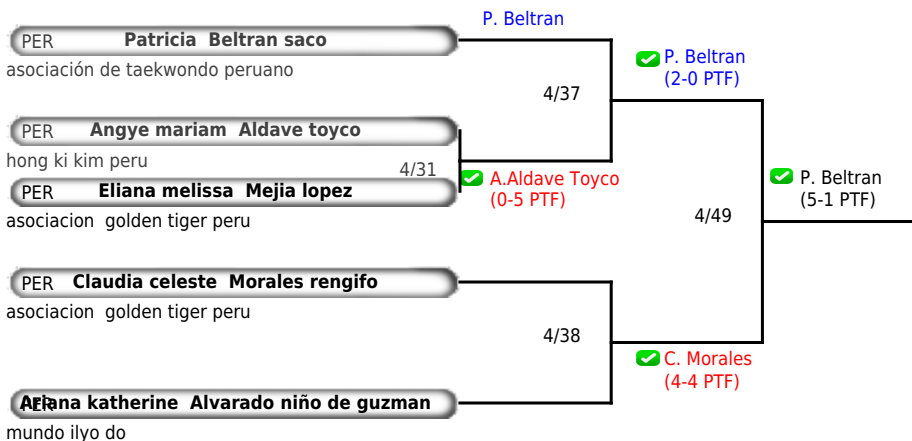 P. Beltran
PER Patricia Beltran saco
asociación de taekwondo peruano
P. Beltran
(2-0 PTF)
4/37
PER Angye mariam Aldave toyco
hong ki kim peru
4/31
A.Aldave Toyco
(0-5 PTF)
P. Beltran
(5-1 PTF)
PER Eliana melissa Mejia lopez
asociacion golden tiger peru
4/49
PER Claudia celeste Morales rengifo
asociacion golden tiger peru
4/38
C. Morales
(4-4 PTF)
PER Ariana katherine Alvarado niño de guzman
mundo ilyo do